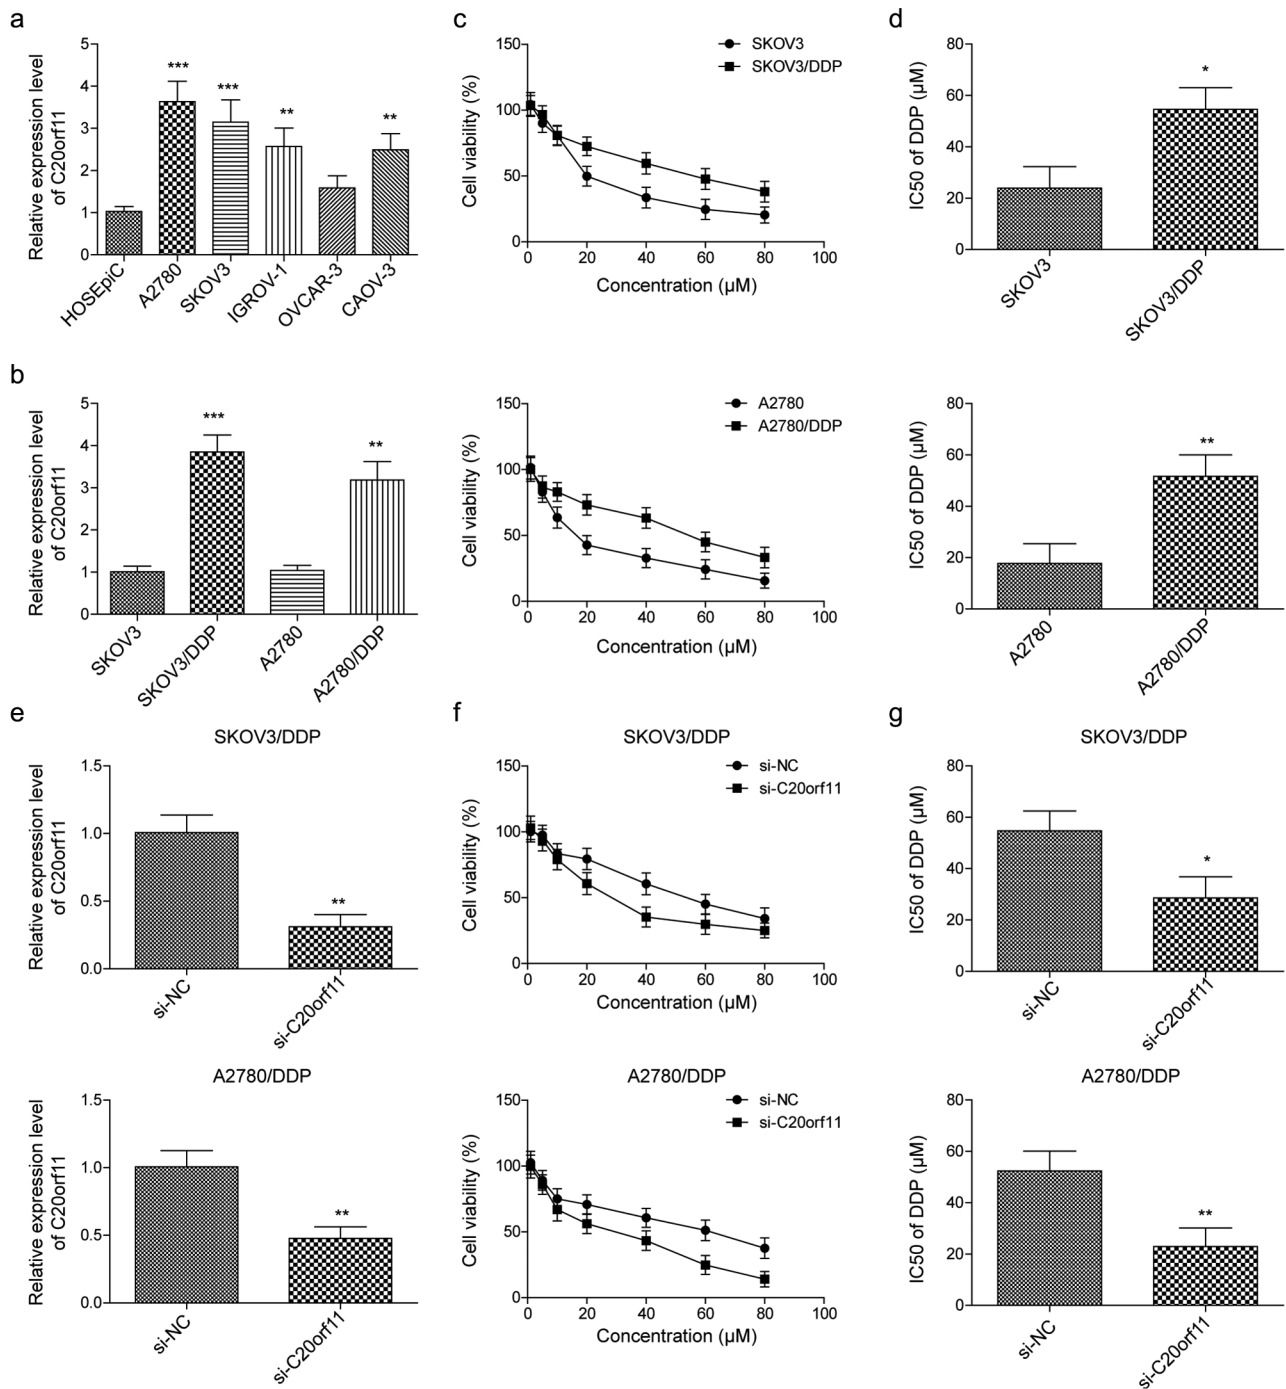 a
Relative expression level
of C20orf11
5
4
3
2
1
0
***
***
**
**
HOSEpiC
A2780
SKOV3
IGROV-1
OVCAR-3
CAOV-3
c
Cell viability (%)
150
100
50
0
SKOV3
SKOV3/DDP
20
40
60
80
100
Concentration (µM)
d
IC50 of DDP (µM)
80
60
40
20
0
*
SKOV3
SKOV3/DDP
b
Relative expression level
of C20orf11
5
4
3
2
1
0
***
**
SKOV3
SKOV3/DDP
A2780
A2780/DDP
Cell viability (%)
150
100
50
0
A2780
A2780/DDP
20
40
60
80
100
Concentration (µM)
IC50 of DDP (µM)
80
60
40
20
0
**
A2780
A2780/DDP
e
SKOV3/DDP
Relative expression level
of C20orf11
1.5
1.0
0.5
0.0
**
si-NC
si-C20orf11
f
SKOV3/DDP
Cell viability (%)
150
100
50
0
si-NC
si-C20orf11
20
40
60
80
100
Concentration (µM)
g
SKOV3/DDP
IC50 of DDP (µM)
80
60
40
20
0
*
si-NC
si-C20orf11
A2780/DDP
Relative expression level
of C20orf11
1.5
1.0
0.5
0.0
**
si-NC
si-C20orf11
A2780/DDP
Cell viability (%)
150
100
50
0
si-NC
si-C20orf11
20
40
60
80
100
Concentration (µM)
A2780/DDP
IC50 of DDP (µM)
80
60
40
20
0
**
si-NC
si-C20orf11